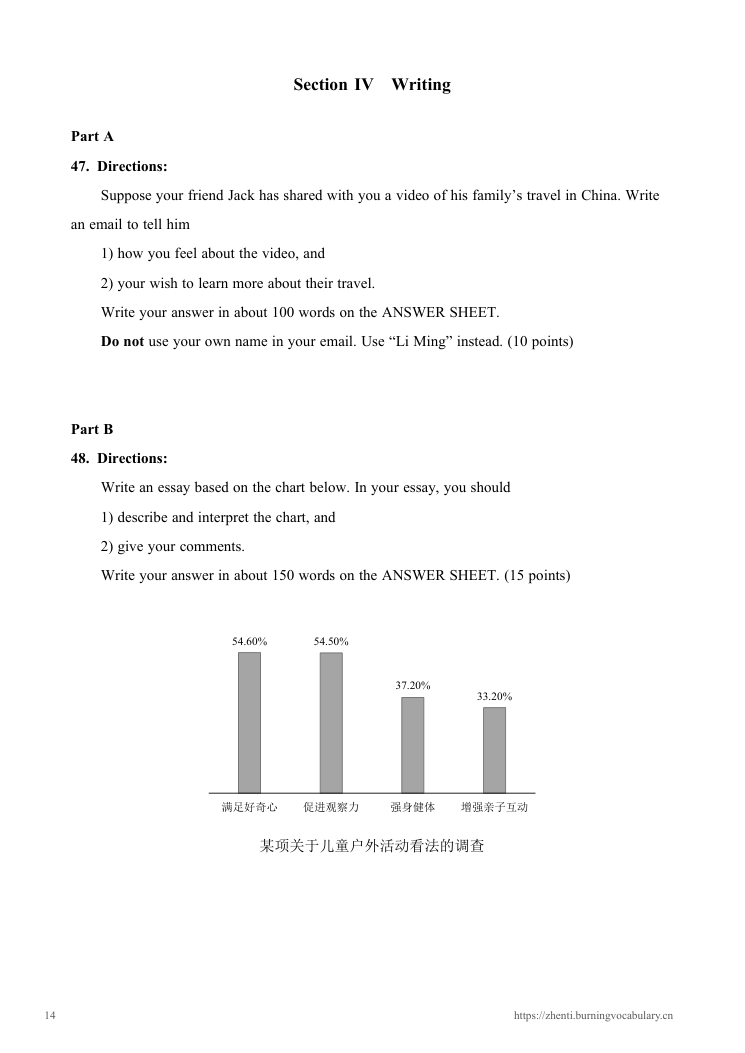 Section IV Writing
Part A
47. Directions:
Suppose your friend Jack has shared with you a video of his family’s travel in China. Write
an email to tell him
1) how you feel about the video, and
2) your wish to learn more about their travel.
Write your answer in about 100 words on the ANSWER SHEET.
Do not use your own name in your email. Use “Li Ming” instead. (10 points)
Part B
48. Directions:
Write an essay based on the chart below. In your essay, you should
1) describe and interpret the chart, and
2) give your comments.
Write your answer in about 150 words on the ANSWER SHEET. (15 points)
54.60% 54.50% 37.20% 33.20%
满足好奇心 促进观察力 强身健体 增强亲子互动
某项关于儿童户外活动看法的调查
14 https://zhenti.burningvocabulary.cn